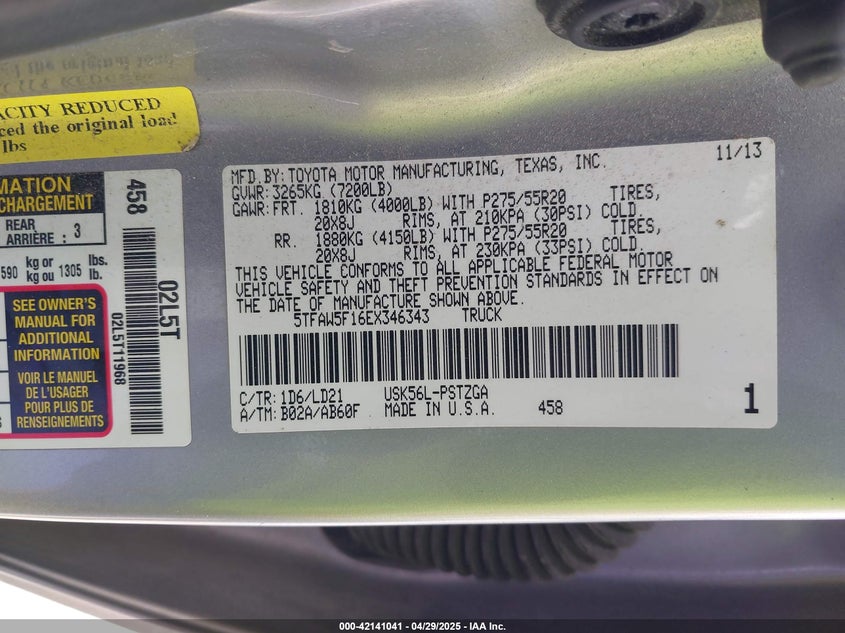 ACITY REDUCED
ced the original load
lbs
MATION
CHARGEMENT
REAR
ARRIÈRE : 3
590 kg or 1305 lbs.
kg ou lb.
SEE OWNER'S
MANUAL FOR
ADDITIONAL
INFORMATION
VOIR LE MANUEL
DE L'USAGER
POUR PLUS DE
RENSEIGNEMENTS
458
02L5T
02L5T11968
MFD.BY:TOYOTA MOTOR MANUFACTURING, TEXAS, INC. 11/13
GVWR:3265KG (7200LB)
GAWR:FRT. 1810KG (4000LB) WITH P275/55R20 TIRES,
20X8J RIMS, AT 210KPA (30PSI) COLD.
RR. 1880KG (4150LB) WITH P275/55R20 TIRES,
20X8J RIMS, AT 230KPA (33PSI) COLD.
THIS VEHICLE CONFORMS TO ALL APPLICABLE FEDERAL MOTOR
VEHICLE SAFETY AND THEFT PREVENTION STANDARDS IN EFFECT ON
THE DATE OF MANUFACTURE SHOWN ABOVE.
5TFAW5F16EX346343 TRUCK
C/TR: 1D6/LD21 USK56L-PSTZGA
A/TM: B02A/AB60F MADE IN U.S.A. 458 1
000-42141041 - 04/29/2025 - IAA Inc.